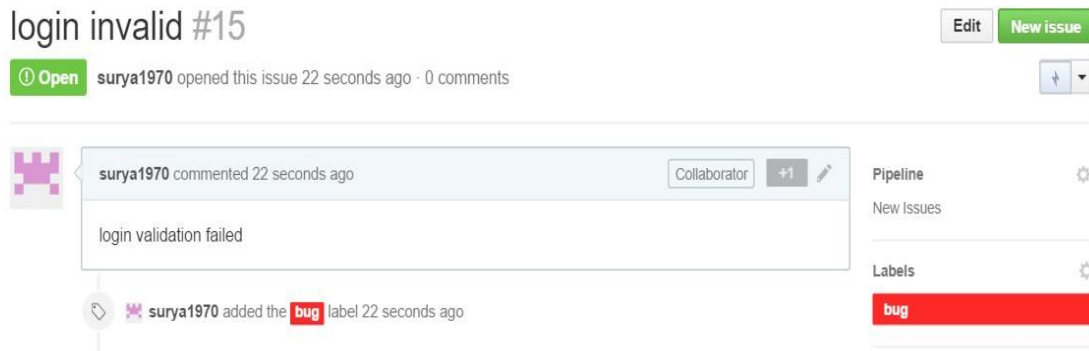 login invalid #15
Edit
New issue
Open
surya1970 opened this issue 22 seconds ago · 0 comments
surya1970 commented 22 seconds ago
Collaborator
+1
login validation failed
surya1970 added the bug label 22 seconds ago
Pipeline
New Issues
Labels
bug